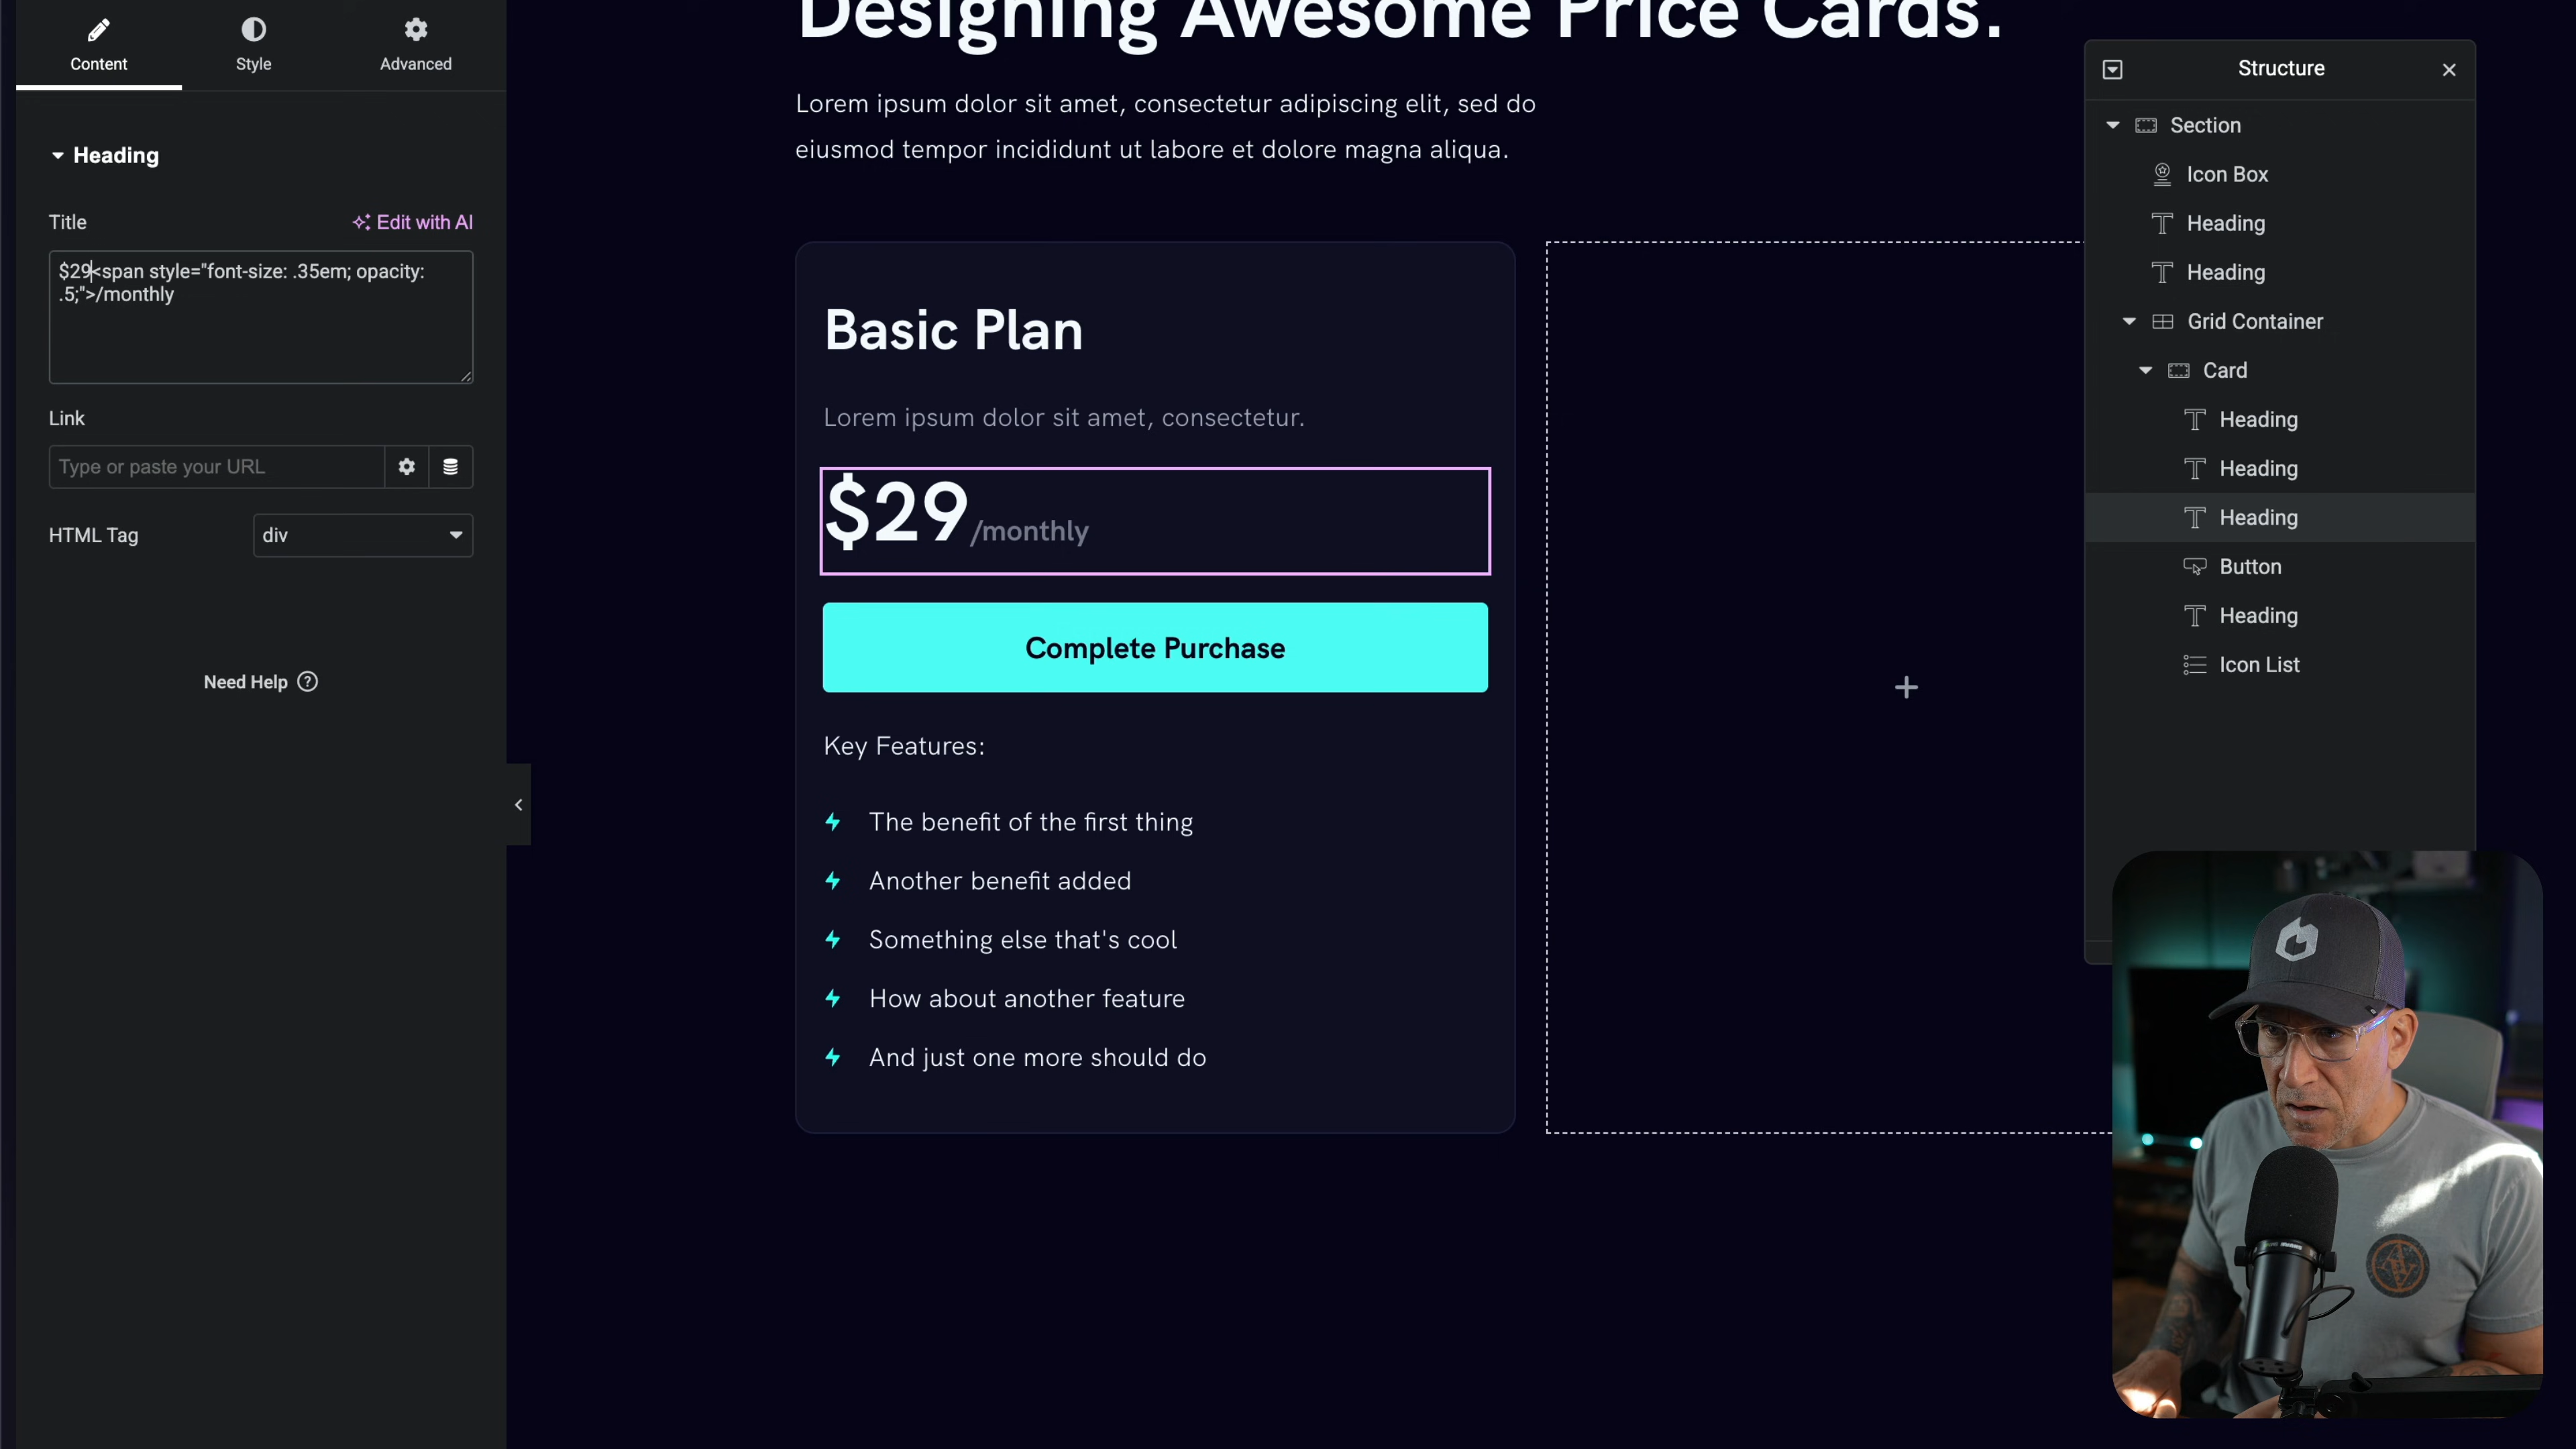 Content
Style
Advanced
Heading
Title
Edit with AI
$29<span style="font-size: .35em; opacity:
.5;">/monthly
Link
Type or paste your URL
HTML Tag
div
Need Help
Designing Awesome Price Cards.
Lorem ipsum dolor sit amet, consectetur adipiscing elit, sed do
eiusmod tempor incididunt ut labore et dolore magna aliqua.
Basic Plan
Lorem ipsum dolor sit amet, consectetur.
$29/monthly
Complete Purchase
Key Features:
The benefit of the first thing
Another benefit added
Something else that's cool
How about another feature
And just one more should do
Structure
Section
Icon Box
Heading
Heading
Grid Container
Card
Heading
Heading
Heading
Button
Heading
Icon List